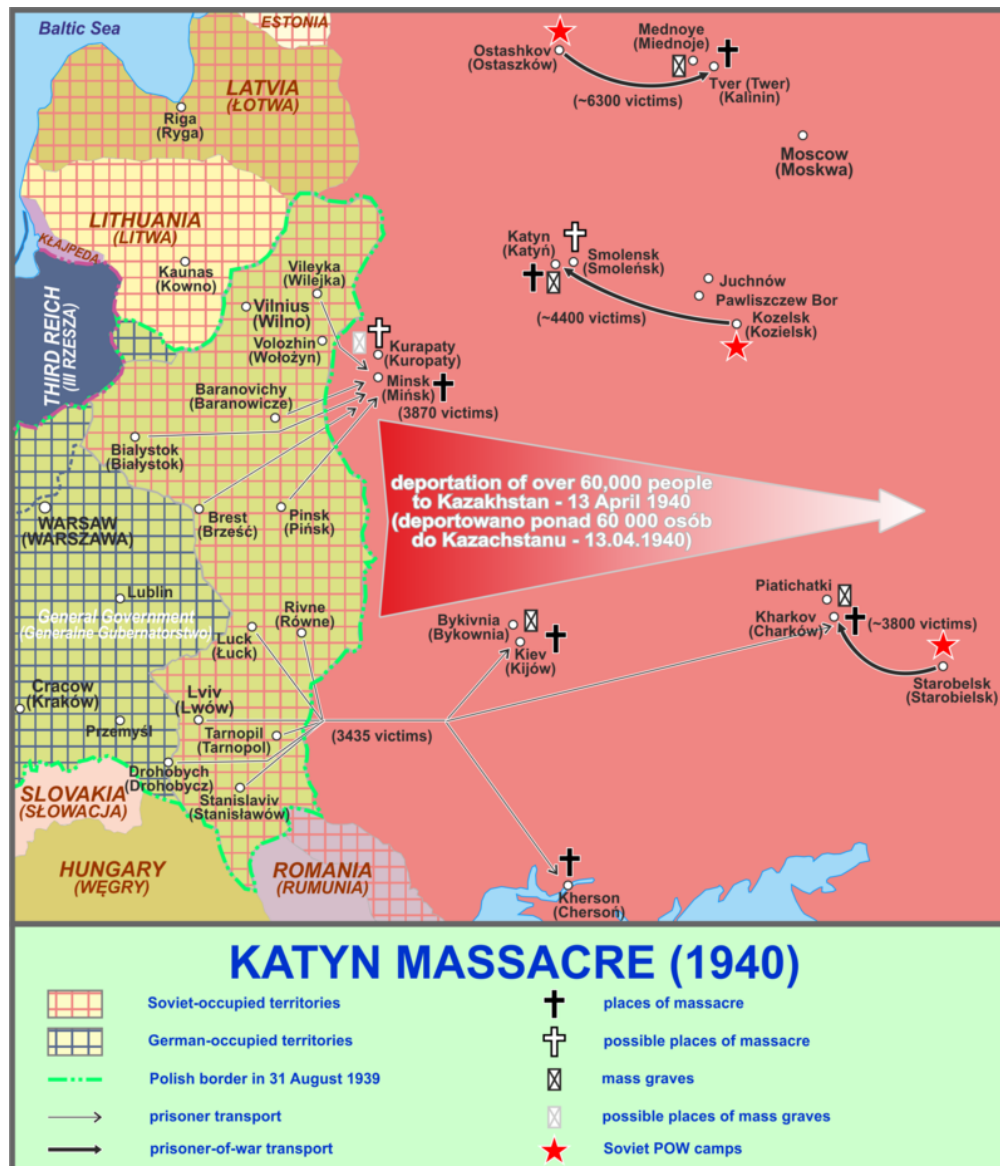 Baltic Sea
ESTONIA
Ostashkov
(Ostaszków)
Mednoye
(Miednoje)
Tver (Twer)
(Kalinin)
(~6300 victims)
LATVIA
(ŁOTWA)
Riga
(Ryga)
Moscow
(Moskwa)
LITHUANIA
(LITWA)
KŁAJPEDA
Kaunas
(Kowno)
Vileyka
(Wilejka)
Katyn
(Katyń)
Smolensk
(Smoleńsk)
Juchnów
Pawliszczew Bor
Kozelsk
(Kozielsk)
(~4400 victims)
THIRD REICH
(III RZESZA)
Vilnius
(Wilno)
Volozhin
(Wołożyn)
Kurapaty
(Kuropaty)
Minsk
(Mińsk)
(3870 victims)
Baranovichy
(Baranowicze)
Białystok
(Białystok)
deportation of over 60,000 people
to Kazakhstan - 13 April 1940
(deportowano ponad 60 000 osób
do Kazachstanu - 13.04.1940)
WARSAW
(WARSZAWA)
Brest
(Brześć)
Pinsk
(Pińsk)
Lublin
General Government
(Generalne Gubernatorstwo)
Rivne
(Równe)
Luck
(Łuck)
Bykivnia
(Bykownia)
Kiev
(Kijów)
Piatichatki
Kharkov
(Charków)
(~3800 victims)
Starobelsk
(Starobielsk)
Cracow
(Kraków)
Lviv
(Lwów)
Przemyśl
Tarnopil
(Tarnopol)
(3435 victims)
Drohobych
(Drohobycz)
Stanislaviv
(Stanisławów)
SLOVAKIA
(SŁOWACJA)
HUNGARY
(WĘGRY)
ROMANIA
(RUMUNIA)
Kherson
(Chersoń)
KATYN MASSACRE (1940)
Soviet-occupied territories
German-occupied territories
Polish border in 31 August 1939
prisoner transport
prisoner-of-war transport
places of massacre
possible places of massacre
mass graves
possible places of mass graves
Soviet POW camps